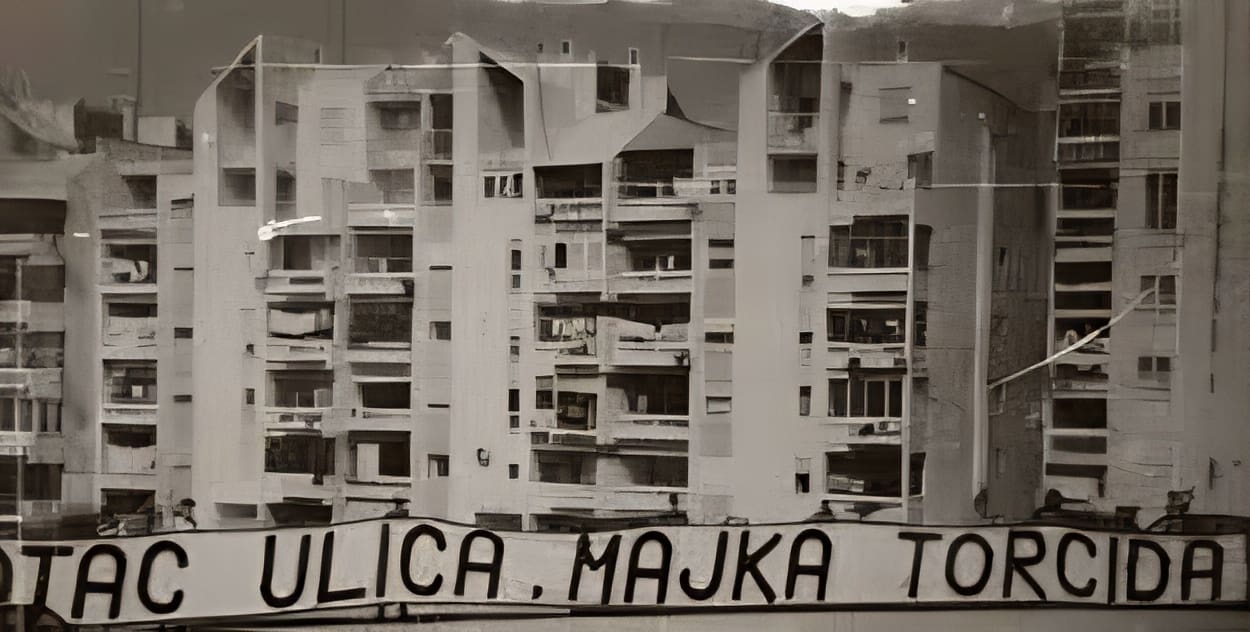 OTAC ULICA, MAJKA TORCIDA